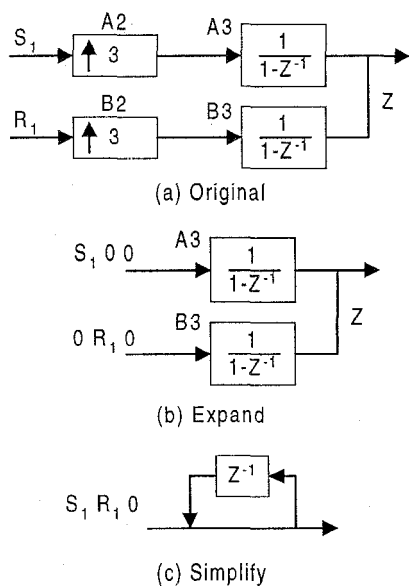 A2 A3
S₁ ↑ 3 1/(1-Z⁻¹)
B2 B3 Z
R₁ ↑ 3 1/(1-Z⁻¹)
(a) Original
A3
S₁ 0 0 1/(1-Z⁻¹)
B3 Z
0 R₁ 0 1/(1-Z⁻¹)
(b) Expand
Z⁻¹
S₁ R₁ 0
(c) Simplify